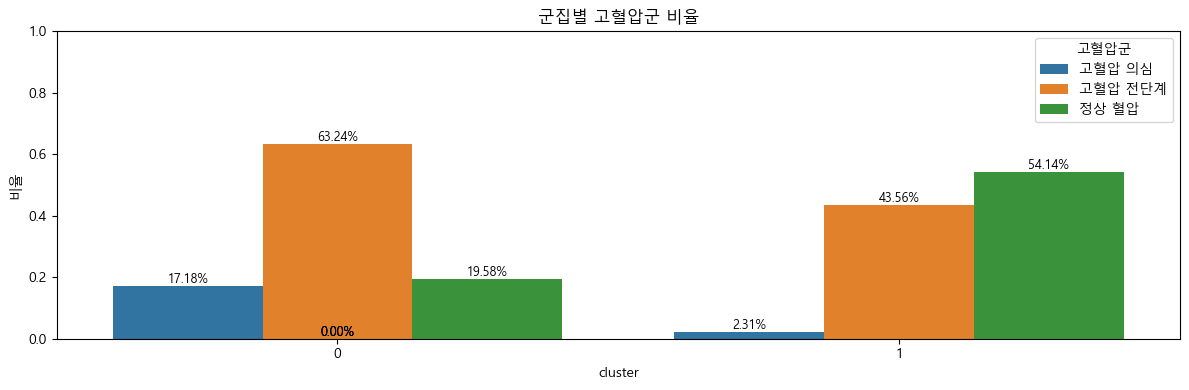 군집별 고혈압군 비율
1.0
0.8
0.6
0.4
0.2
0.0
비율
고혈압군
고혈압 의심
고혈압 전단계
정상 혈압
17.18%
63.24%
19.58%
0.00%
2.31%
43.56%
54.14%
0
1
cluster